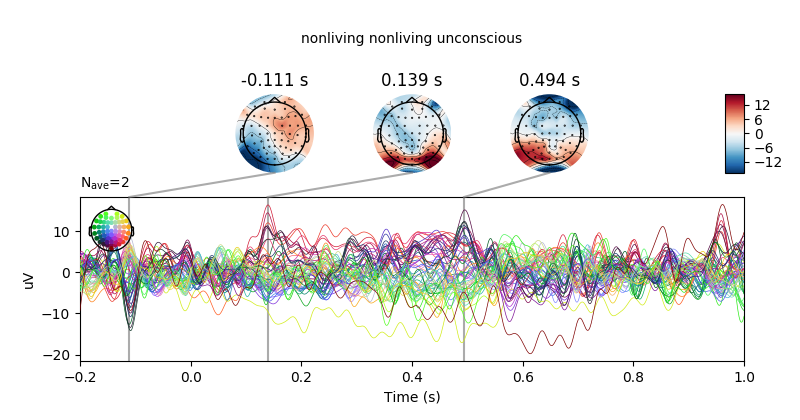 nonliving nonliving unconscious
-0.111 s
0.139 s
0.494 s
12
6
0
−6
−12
Nave=2
10
0
−10
−20
uV
−0.2
0.0
0.2
0.4
0.6
0.8
1.0
Time (s)